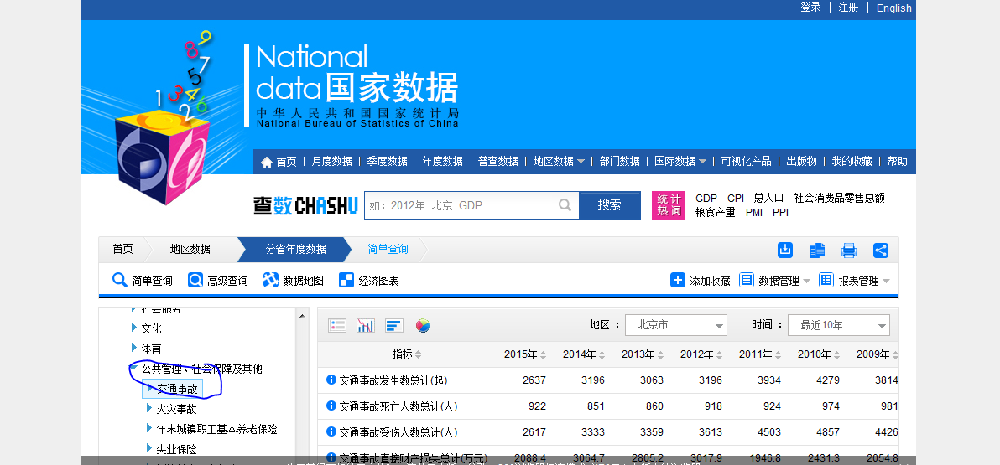 登录 注册 English
National
data国家数据
中华人民共和国国家统计局
National Bureau of Statistics of China
首页 月度数据 季度数据 年度数据 普查数据 地区数据 部门数据 国际数据 可视化产品 出版物 我的收藏 帮助
查数CHASHU 如：2012年 北京 GDP 搜索 统计热词 GDP CPI 总人口 社会消费品零售总额
粮食产量 PMI PPI
首页 地区数据 分省年度数据 简单查询
简单查询 高级查询 数据地图 经济图表 添加收藏 数据管理 报表管理
社会服务
文化
体育
公共管理、社会保障及其他
交通事故
火灾事故
年末城镇职工基本养老保险
失业保险
地区： 北京市 时间： 最近10年
指标 2015年 2014年 2013年 2012年 2011年 2010年 2009年
交通事故发生数总计(起) 2637 3196 3063 3196 3934 4279 3814
交通事故死亡人数总计(人) 922 851 860 918 924 974 981
交通事故受伤人数总计(人) 2617 3333 3359 3613 4503 4857 4426
交通事故直接财产损失总计(万元) 2088.4 3064.7 2805.2 3017.9 1946.8 2431.3 2054.8